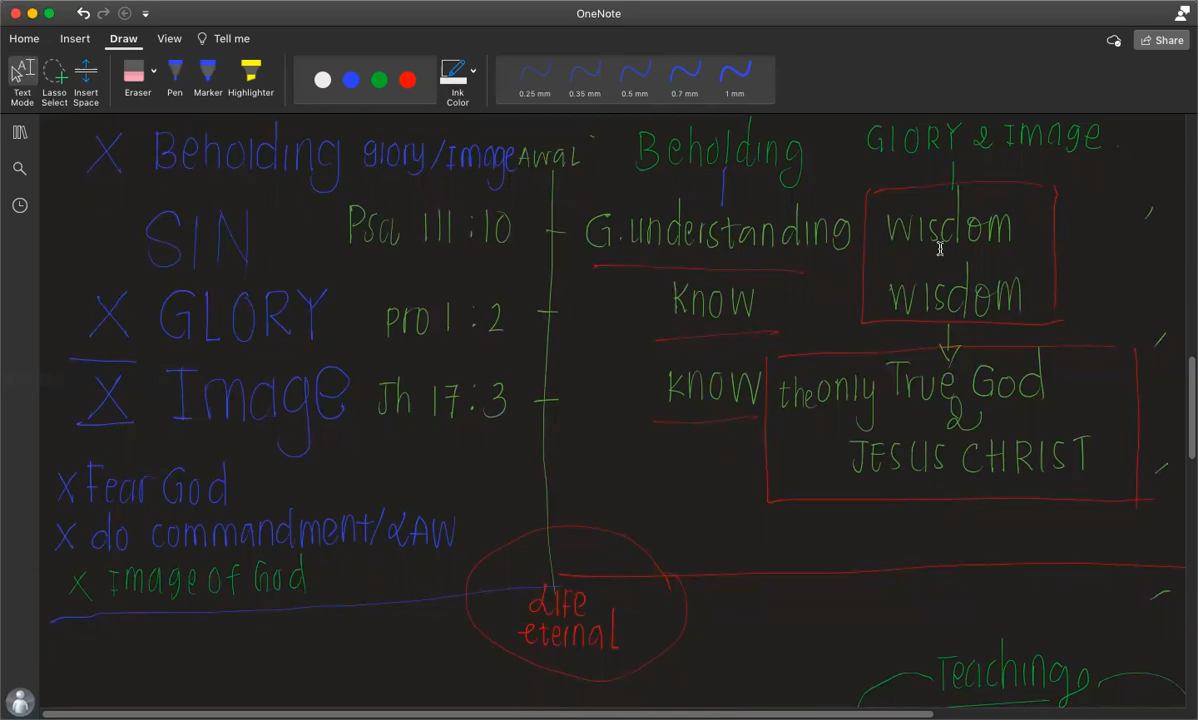 OneNote
Home Insert Draw View Tell me
Share
Text Mode
Lasso Select
Insert Space
Eraser
Pen
Marker
Highlighter
Ink Color
0.25 mm
0.35 mm
0.5 mm
0.7 mm
1 mm
X Beholding glory/Image
AwaL
Beholding
GLORY & Image
SIN
Psa 111:10
G. understanding
wisdom
X GLORY
pro 1:2
Know
wisdom
X Image
Jh 17:3
know
the only True God
&
JESUS CHRIST
X Fear God
X do commandment/LAW
X Image of God
Life
eternal
Teaching